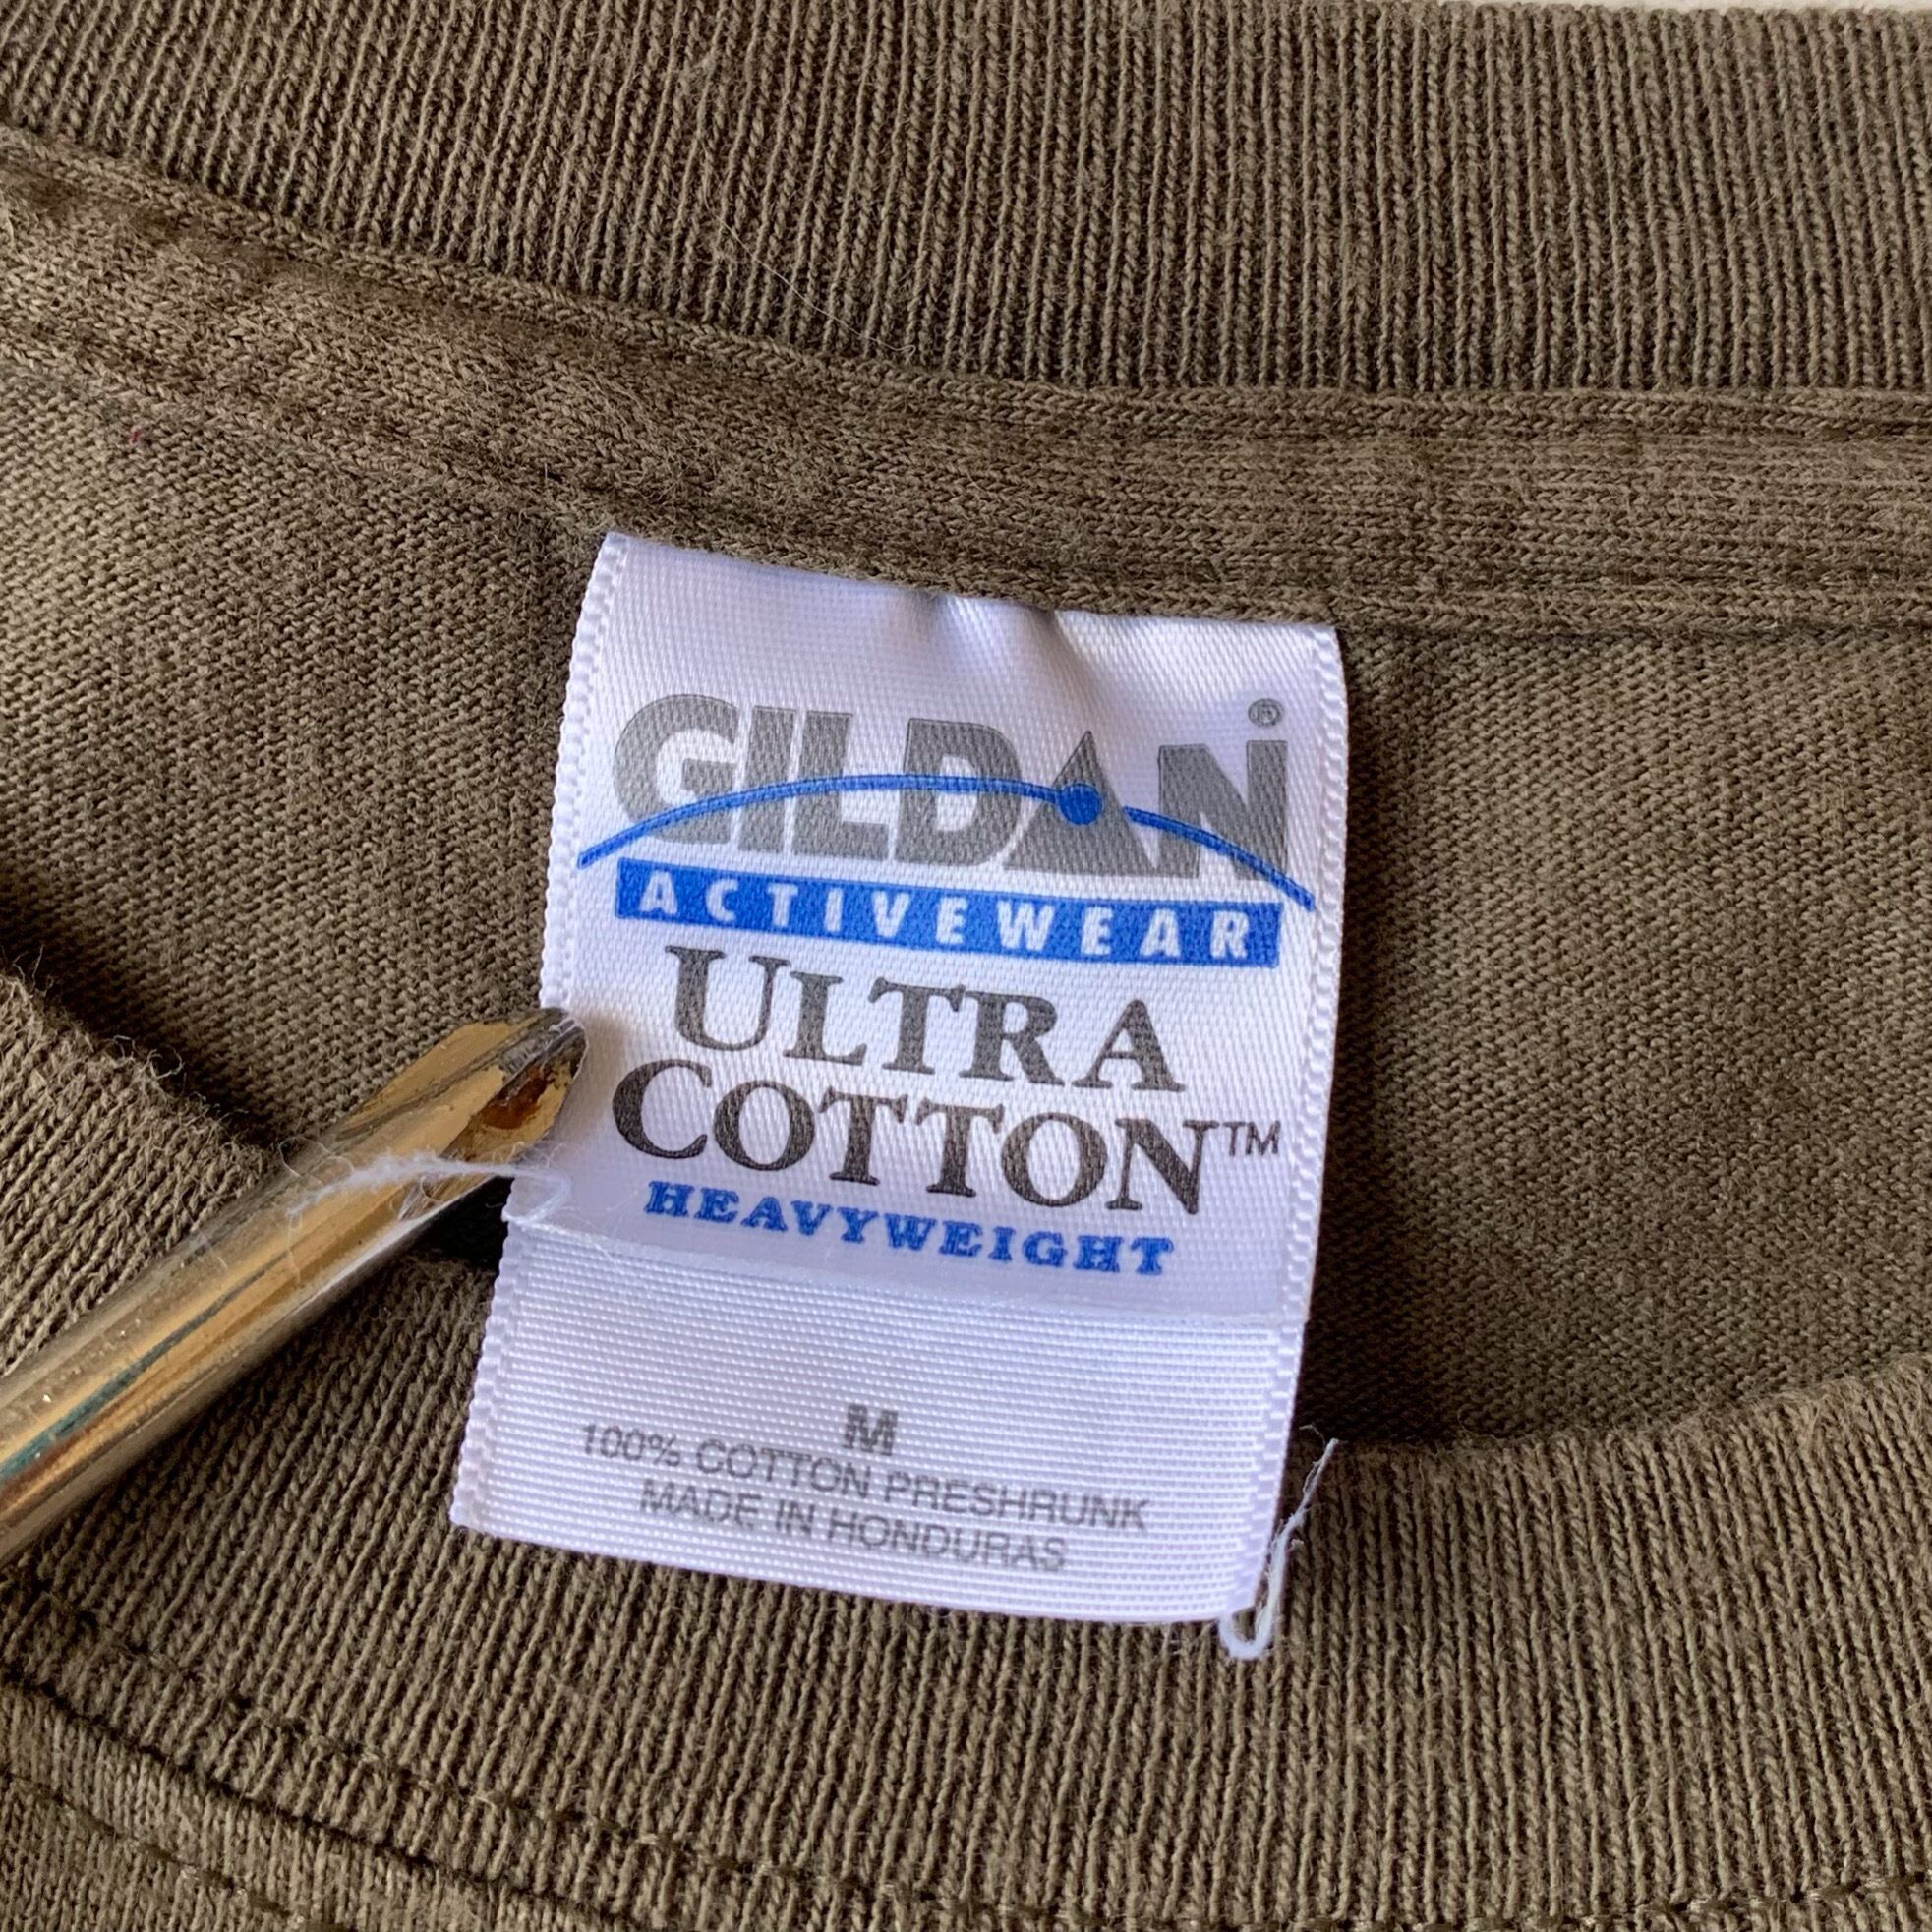 GILDAN®
ACTIVEWEAR
ULTRA
COTTON™
HEAVYWEIGHT
M
100% COTTON PRESHRUNK
MADE IN HONDURAS